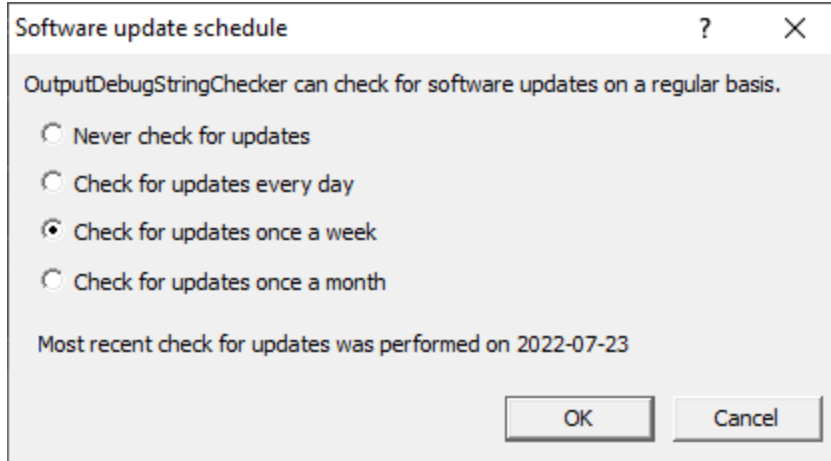 Software update schedule
?
OutputDebugStringChecker can check for software updates on a regular basis.
Never check for updates
Check for updates every day
Check for updates once a week
Check for updates once a month
Most recent check for updates was performed on 2022-07-23
OK Cancel